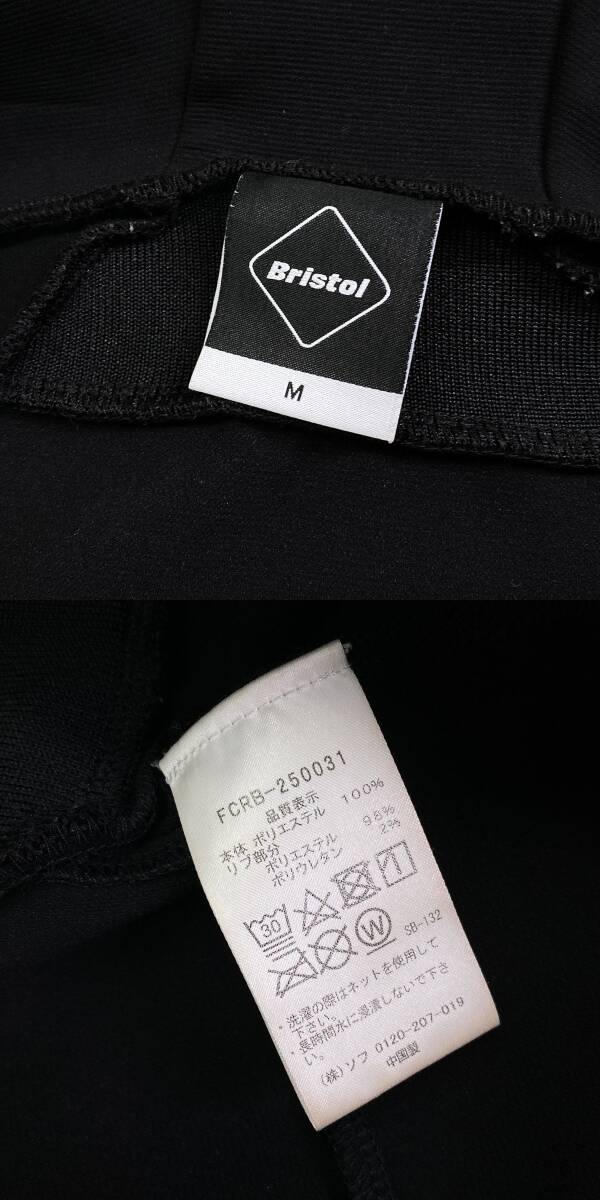 Bristol
M
FCRB-250031
品質表示
本体 ポリエステル 100%
リブ部分
ポリエステル 98%
ポリウレタン 2%
30
W
SB-132
・洗濯の際はネットを使用して
下さい。
・長時間水に浸漬しないで下さ
い。
(株)ソフ 0120-207-019
中国製